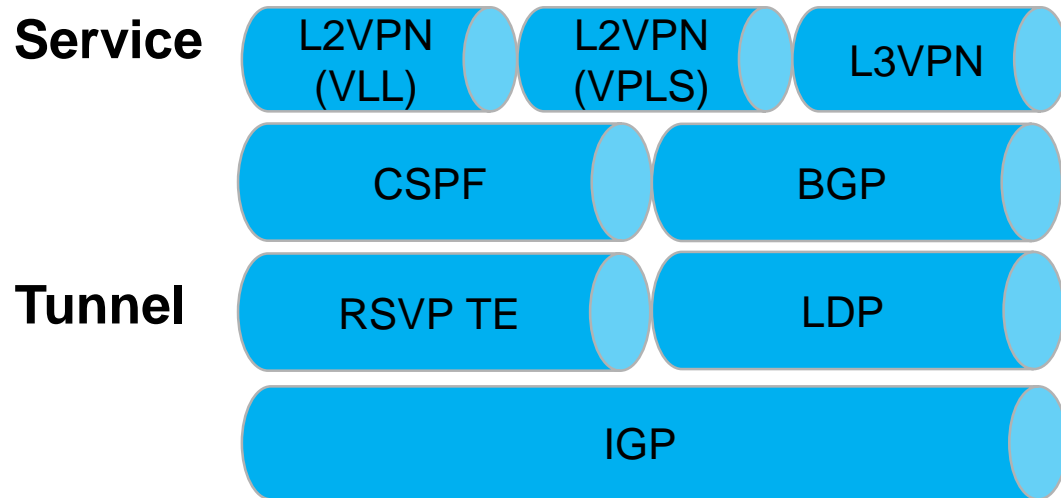 Service
L2VPN
(VLL)
L2VPN
(VPLS)
L3VPN
CSPF
BGP
Tunnel
RSVP TE
LDP
IGP